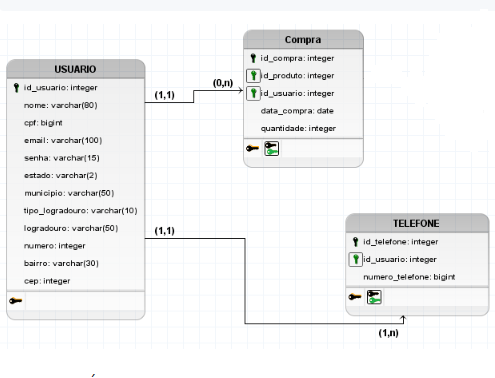 Compra
id_compra: integer
id_produto: integer
id_usuario: integer
data_compra: date
quantidade: integer
USUARIO
id_usuario: integer
nome: varchar(80)
cpf: bigint
email: varchar(100)
senha: varchar(15)
estado: varchar(2)
municipio: varchar(50)
tipo_logradouro: varchar(10)
logradouro: varchar(50)
numero: integer
bairro: varchar(30)
cep: integer
(1,1)
(0,n)
(1,1)
TELEFONE
id_telefone: integer
id_usuario: integer
numero_telefone: bigint
(1,n)